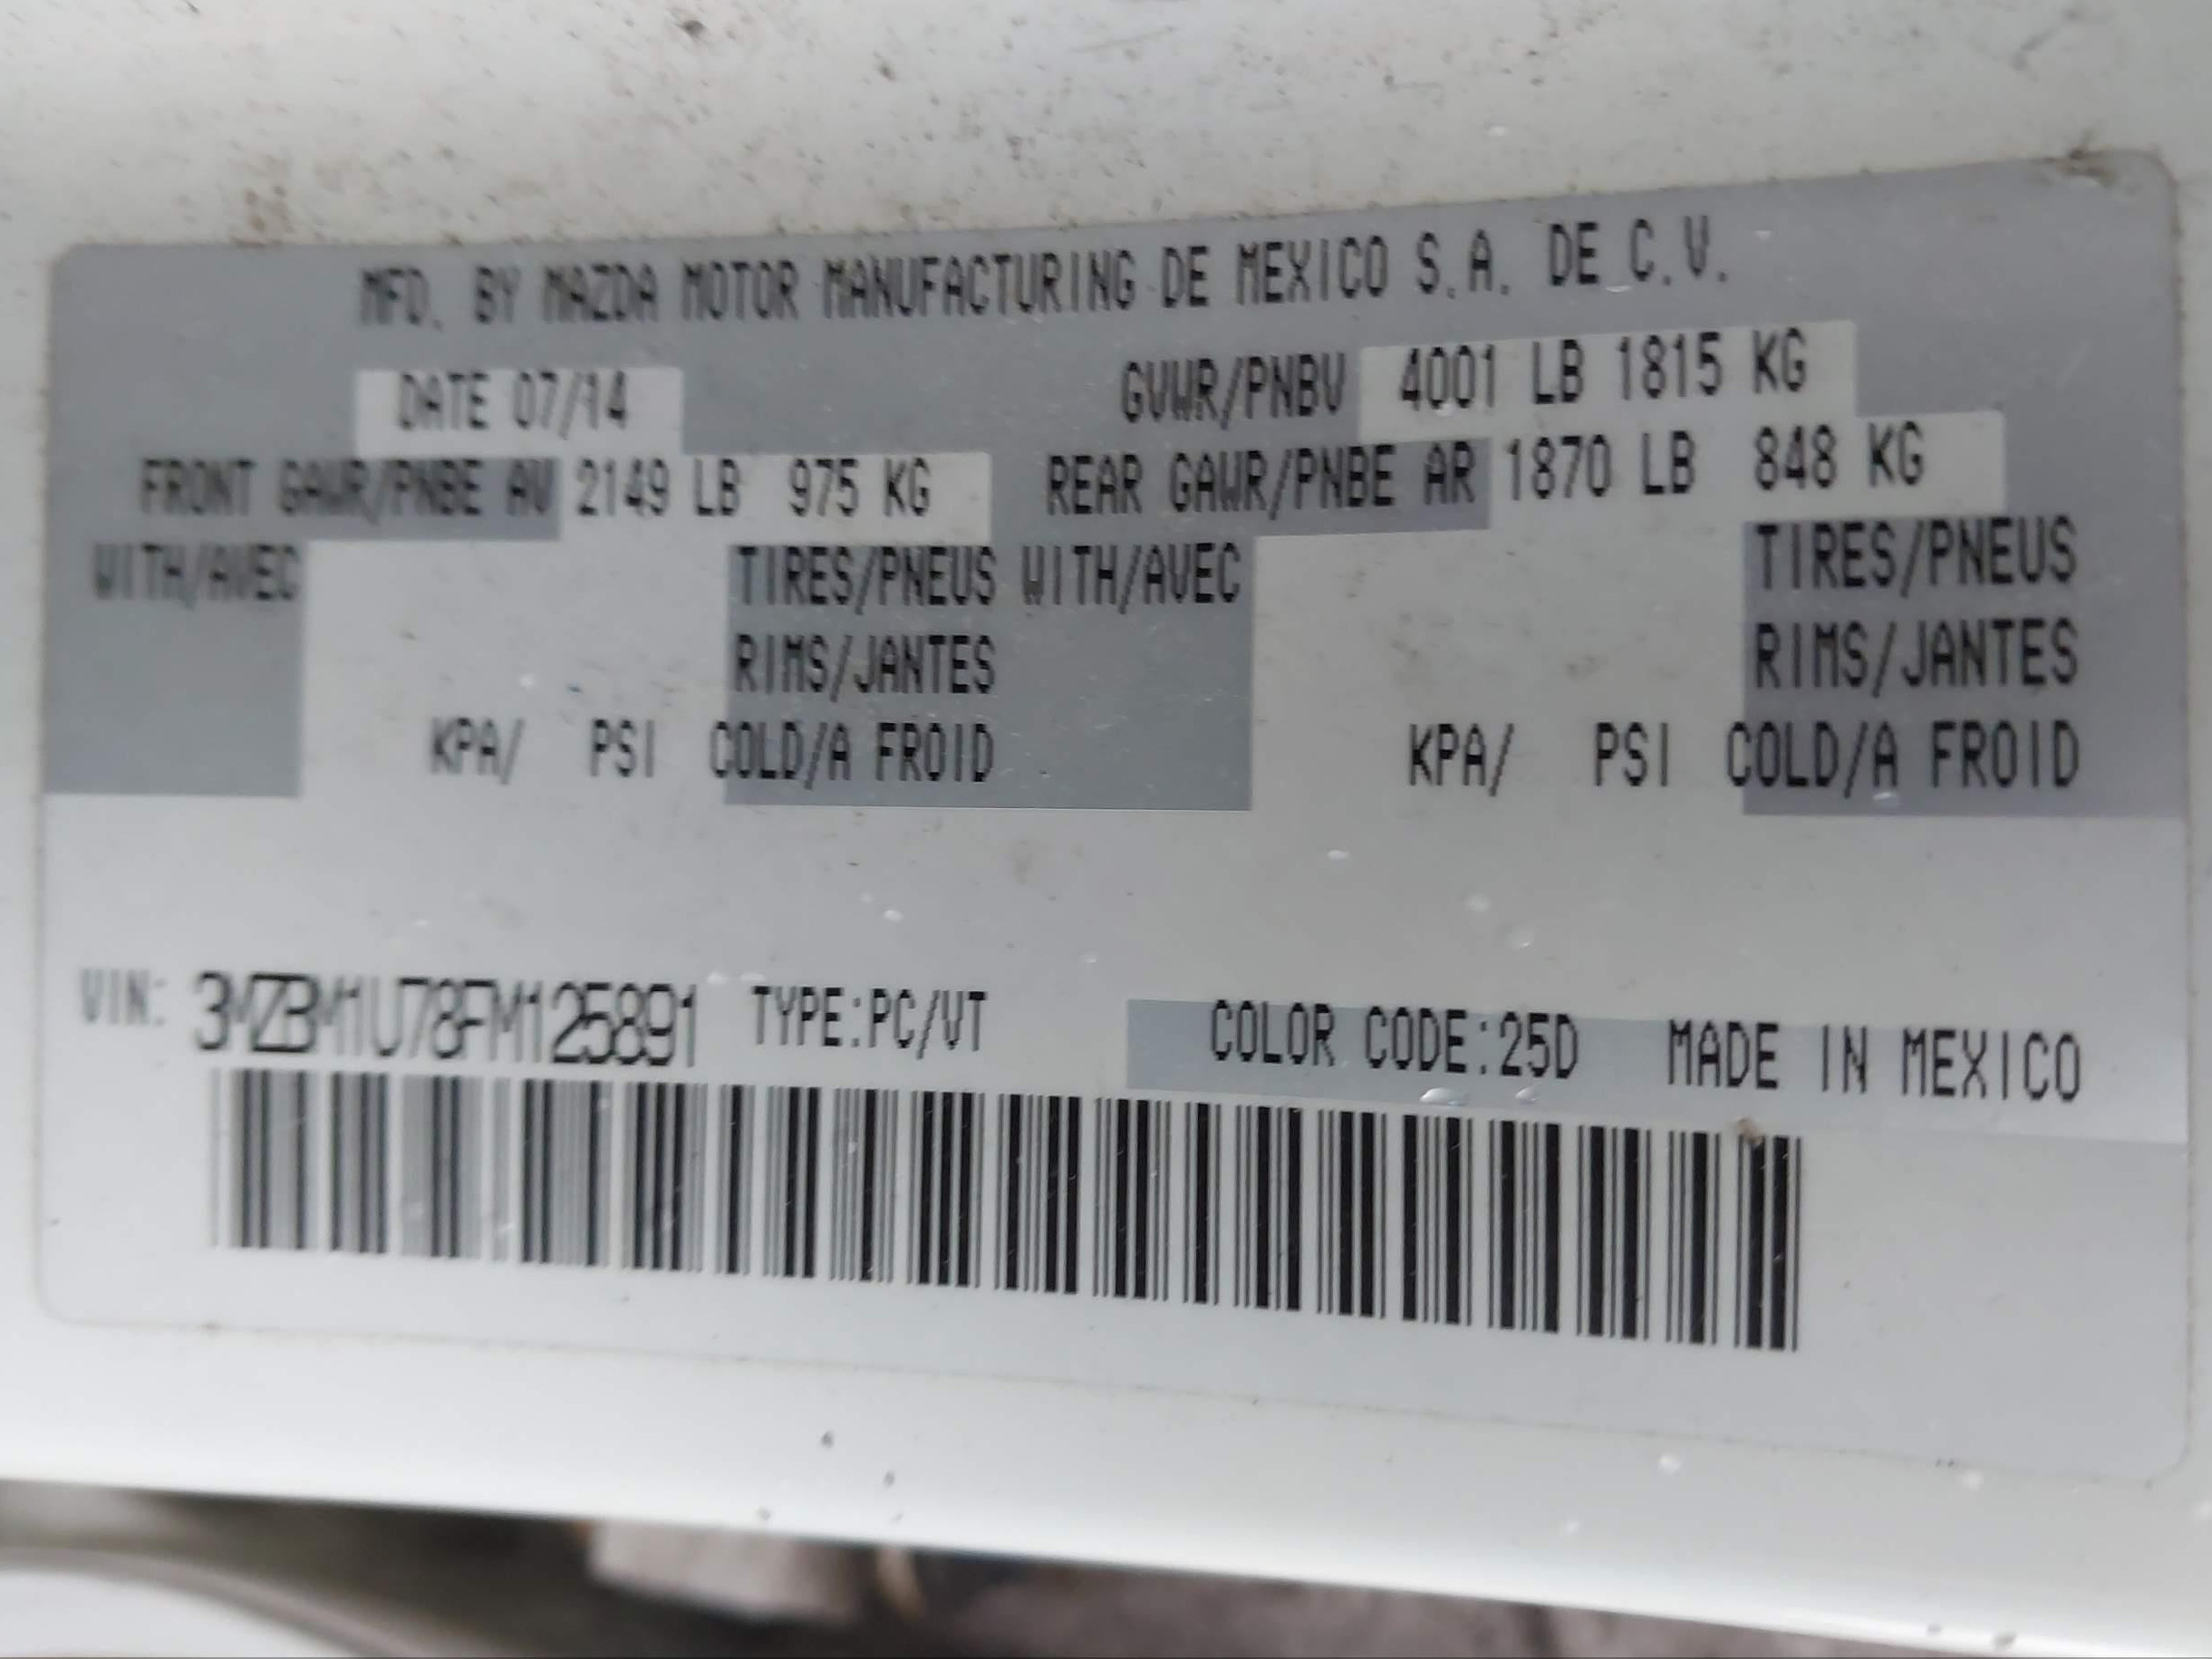 MFD. BY MAZDA MOTOR MANUFACTURING DE MEXICO S.A. DE C.V.
DATE 07/14 GVWR/PNBV 4001 LB 1815 KG
FRONT GAWR/PNBE AV 2149 LB 975 KG REAR GAWR/PNBE AR 1870 LB 848 KG
WITH/AVEC TIRES/PNEUS WITH/AVEC TIRES/PNEUS
RIMS/JANTES RIMS/JANTES
KPA/ PSI COLD/A FROID KPA/ PSI COLD/A FROID
VIN: 3MZBM1U78FM125891 TYPE:PC/VT COLOR CODE:25D MADE IN MEXICO